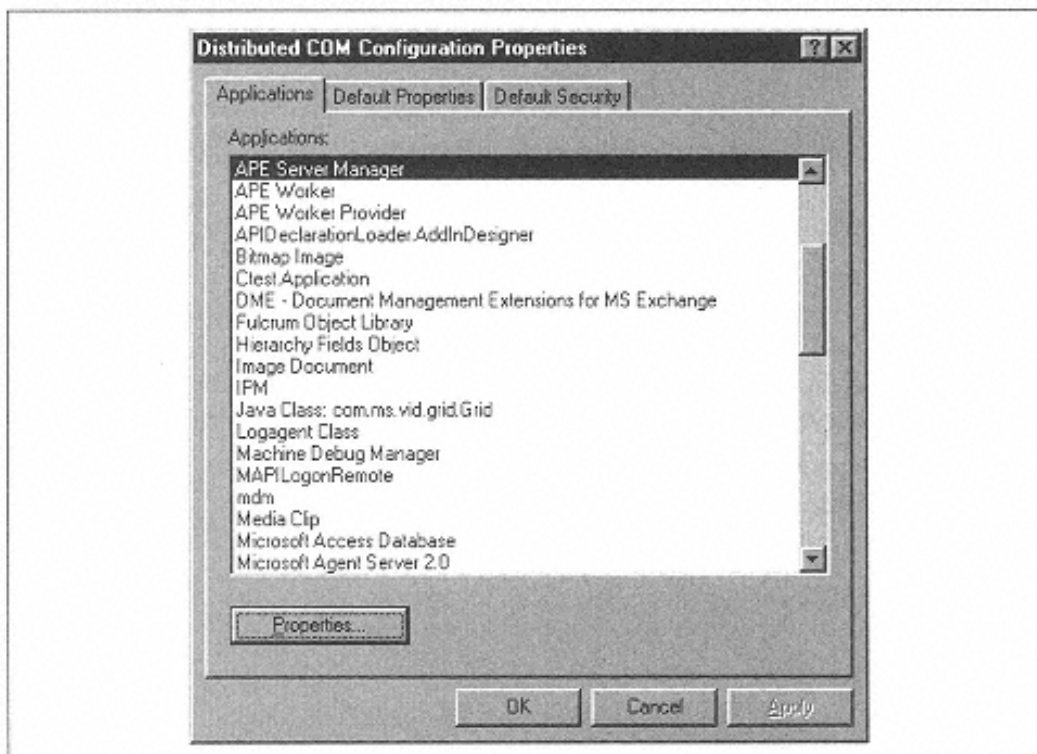 Distributed COM Configuration Properties
Applications
Default Properties
Default Security
Applications:
APE Server Manager
APE Worker
APE Worker Provider
APIDeclarationLoader.AddInDesigner
Bitmap Image
Ctest.Application
DME - Document Management Extensions for MS Exchange
Fulcrum Object Library
Hierarchy Fields Object
Image Document
IPM
Java Class: com.ms.vid.grid.Grid
Logagent Class
Machine Debug Manager
MAPILogonRemote
mdm
Media Clip
Microsoft Access Database
Microsoft Agent Server 2.0
Properties...
OK
Cancel
Apply